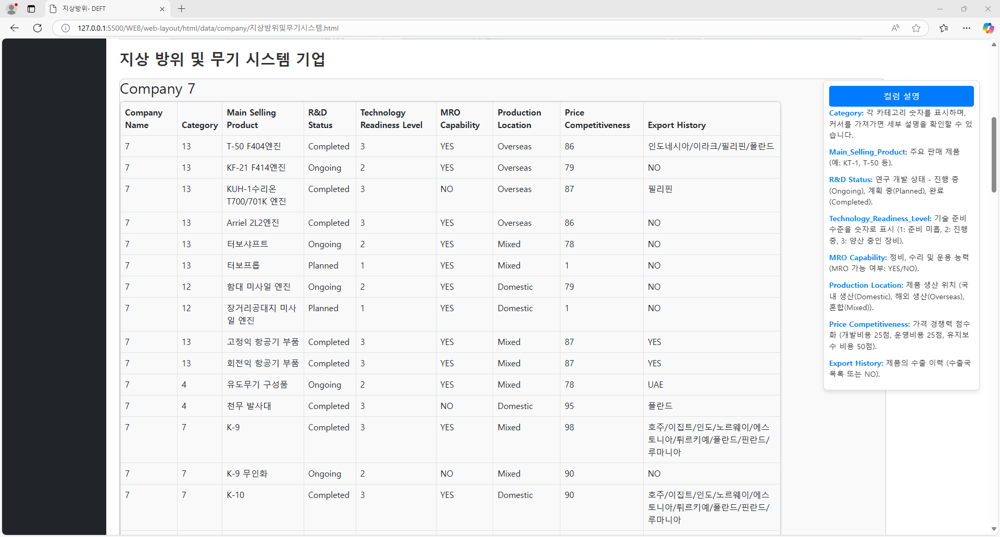 지상방위- DEFT
127.0.0.1:5500/WEB/web-layout/html/data/company/지상방위및무기시스템.html
지상 방위 및 무기 시스템 기업
Company 7
Company Name Category Main Selling Product R&D Status Technology Readiness Level MRO Capability Production Location Price Competitiveness Export History
7 13 T-50 F404엔진 Completed 3 YES Overseas 86 인도네시아/이라크/필리핀/폴란드
7 13 KF-21 F414엔진 Ongoing 2 YES Overseas 79 NO
7 13 KUH-1수리온 Completed 3 NO Overseas 87 필리핀
T700/701K 엔진
7 13 Arriel 2L2엔진 Completed 3 YES Overseas 86 NO
7 13 터보샤프트 Ongoing 2 YES Mixed 78 NO
7 13 터보프롭 Planned 1 YES Mixed 1 NO
7 12 함대 미사일 엔진 Ongoing 2 YES Domestic 79 NO
7 12 장거리공대지 미사 Planned 1 YES Domestic 1 NO
일 엔진
7 13 고정익 항공기 부품 Completed 3 YES Mixed 87 YES
7 13 회전익 항공기 부품 Completed 3 YES Mixed 87 YES
7 4 유도무기 구성품 Ongoing 2 YES Mixed 78 UAE
7 4 천무 발사대 Completed 3 NO Domestic 95 폴란드
7 7 K-9 Completed 3 YES Mixed 98 호주/이집트/인도/노르웨이/에스
토니아/튀르키예/폴란드/핀란드/
루마니아
7 7 K-9 무인화 Ongoing 2 NO Mixed 90 NO
7 7 K-10 Completed 3 YES Domestic 90 호주/이집트/인도/노르웨이/에스
토니아/튀르키예/폴란드/핀란드/
루마니아
컬럼 설명
Category: 각 카테고리 숫자를 표시하며,
커서를 가져가면 세부 설명을 확인할 수 있
습니다.
Main_Selling_Product: 주요 판매 제품
(예: KT-1, T-50 등).
R&D Status: 연구 개발 상태 - 진행 중
(Ongoing), 계획 중(Planned), 완료
(Completed).
Technology_Readiness_Level: 기술 준비
수준을 숫자로 표시 (1: 준비 미흡, 2: 진행
중, 3: 양산 중인 장비).
MRO Capability: 정비, 수리 및 운용 능력
(MRO 가능 여부: YES/NO).
Production Location: 제품 생산 위치 (국
내 생산(Domestic), 해외 생산(Overseas),
혼합(Mixed)).
Price Competitiveness: 가격 경쟁력 점수
화 (개발비용 25점, 운영비용 25점, 유지보
수 비용 50점).
Export History: 제품의 수출 이력 (수출국
목록 또는 NO).